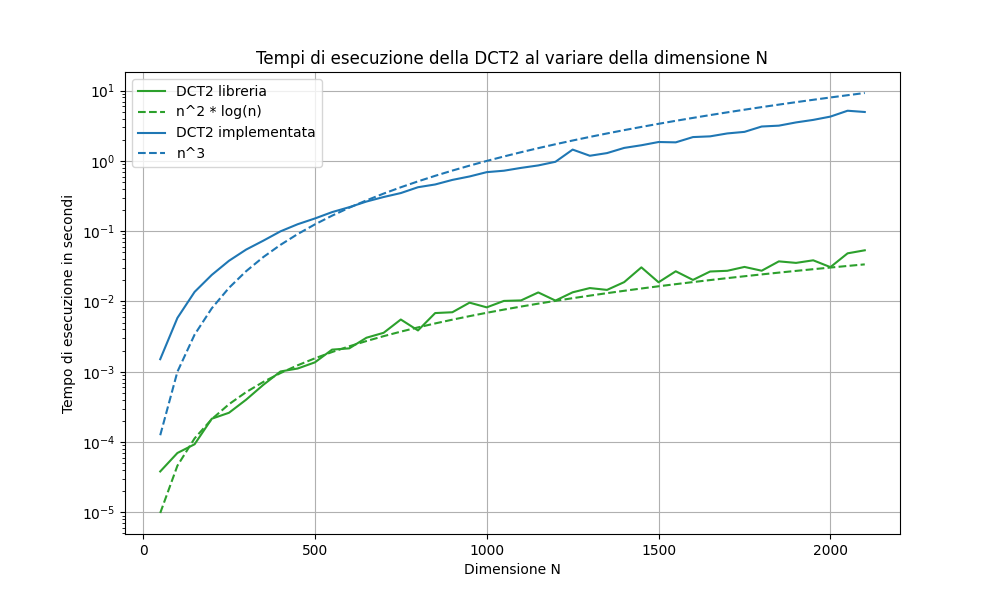 Tempi di esecuzione della DCT2 al variare della dimensione N
DCT2 libreria
n^2 * log(n)
DCT2 implementata
n^3
Tempo di esecuzione in secondi
10^1
10^0
10^-1
10^-2
10^-3
10^-4
10^-5
0 500 1000 1500 2000
Dimensione N